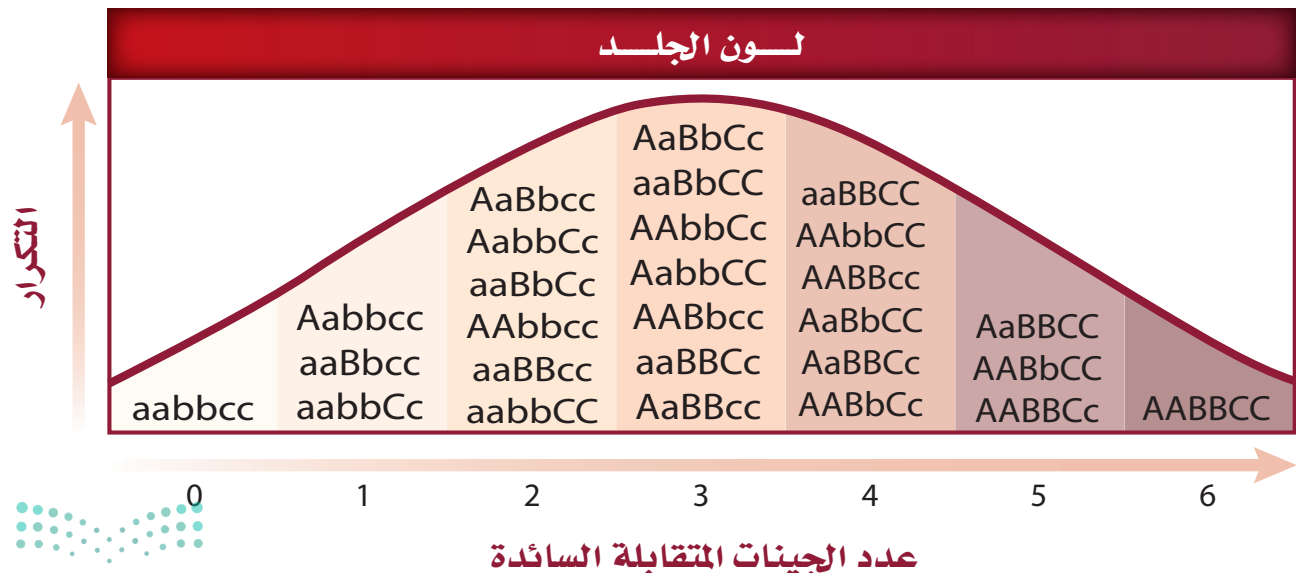 لـــون الجلـــد
التكرار
aabbcc
Aabbcc
aaBbcc
aabbCc
AaBbcc
AabbCc
aaBbCc
AAbbcc
aaBBcc
aabbCC
AaBbCc
aaBbCC
AAbbCc
AabbCC
AABbcc
aaBBCc
AaBBcc
aaBBCC
AAbbCC
AABBcc
AaBbCC
AaBBCc
AABbCc
AaBBCC
AABbCC
AABBCc
AABBCC
0 1 2 3 4 5 6
عدد الجينات المتقابلة السائدة